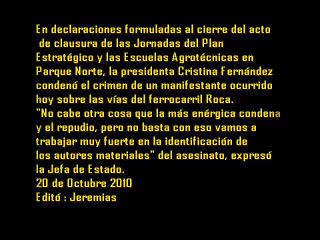 En declaraciones formuladas al cierre del acto
de clausura de las Jornadas del Plan
Estratégico y las Escuelas Agrotécnicas en
Parque Norte, la presidenta Cristina Fernández
condenó el crimen de un manifestante ocurrido
hoy sobre las vías del ferrocarril Roca.
"No cabe otra cosa que la más enérgica condena
y el repudio, pero no basta con eso vamos a
trabajar muy fuerte en la identificación de
los autores materiales" del asesinato, expresó
la Jefa de Estado.
20 de Octubre 2010
Editó : Jeremias